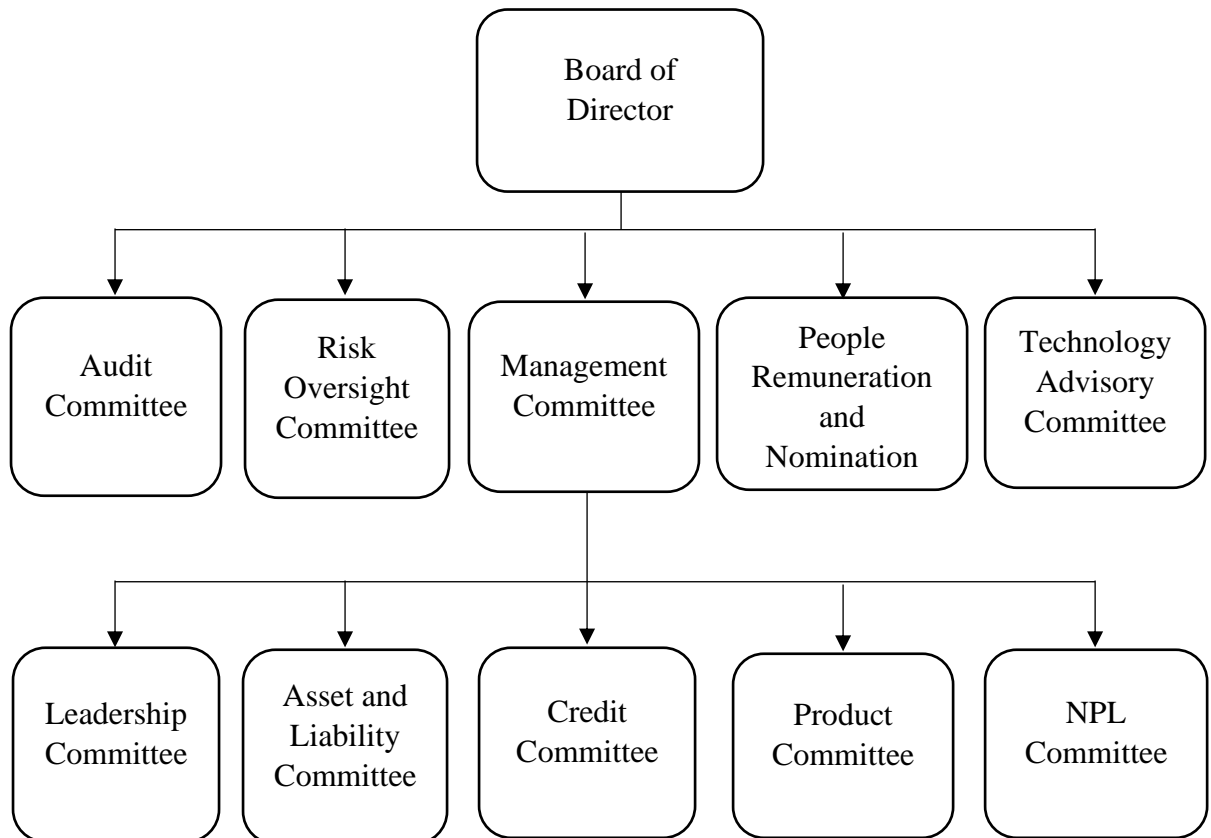 Board of
Director
Audit
Committee
Risk
Oversight
Committee
Management
Committee
People
Remuneration
and
Nomination
Technology
Advisory
Committee
Leadership
Committee
Asset and
Liability
Committee
Credit
Committee
Product
Committee
NPL
Committee